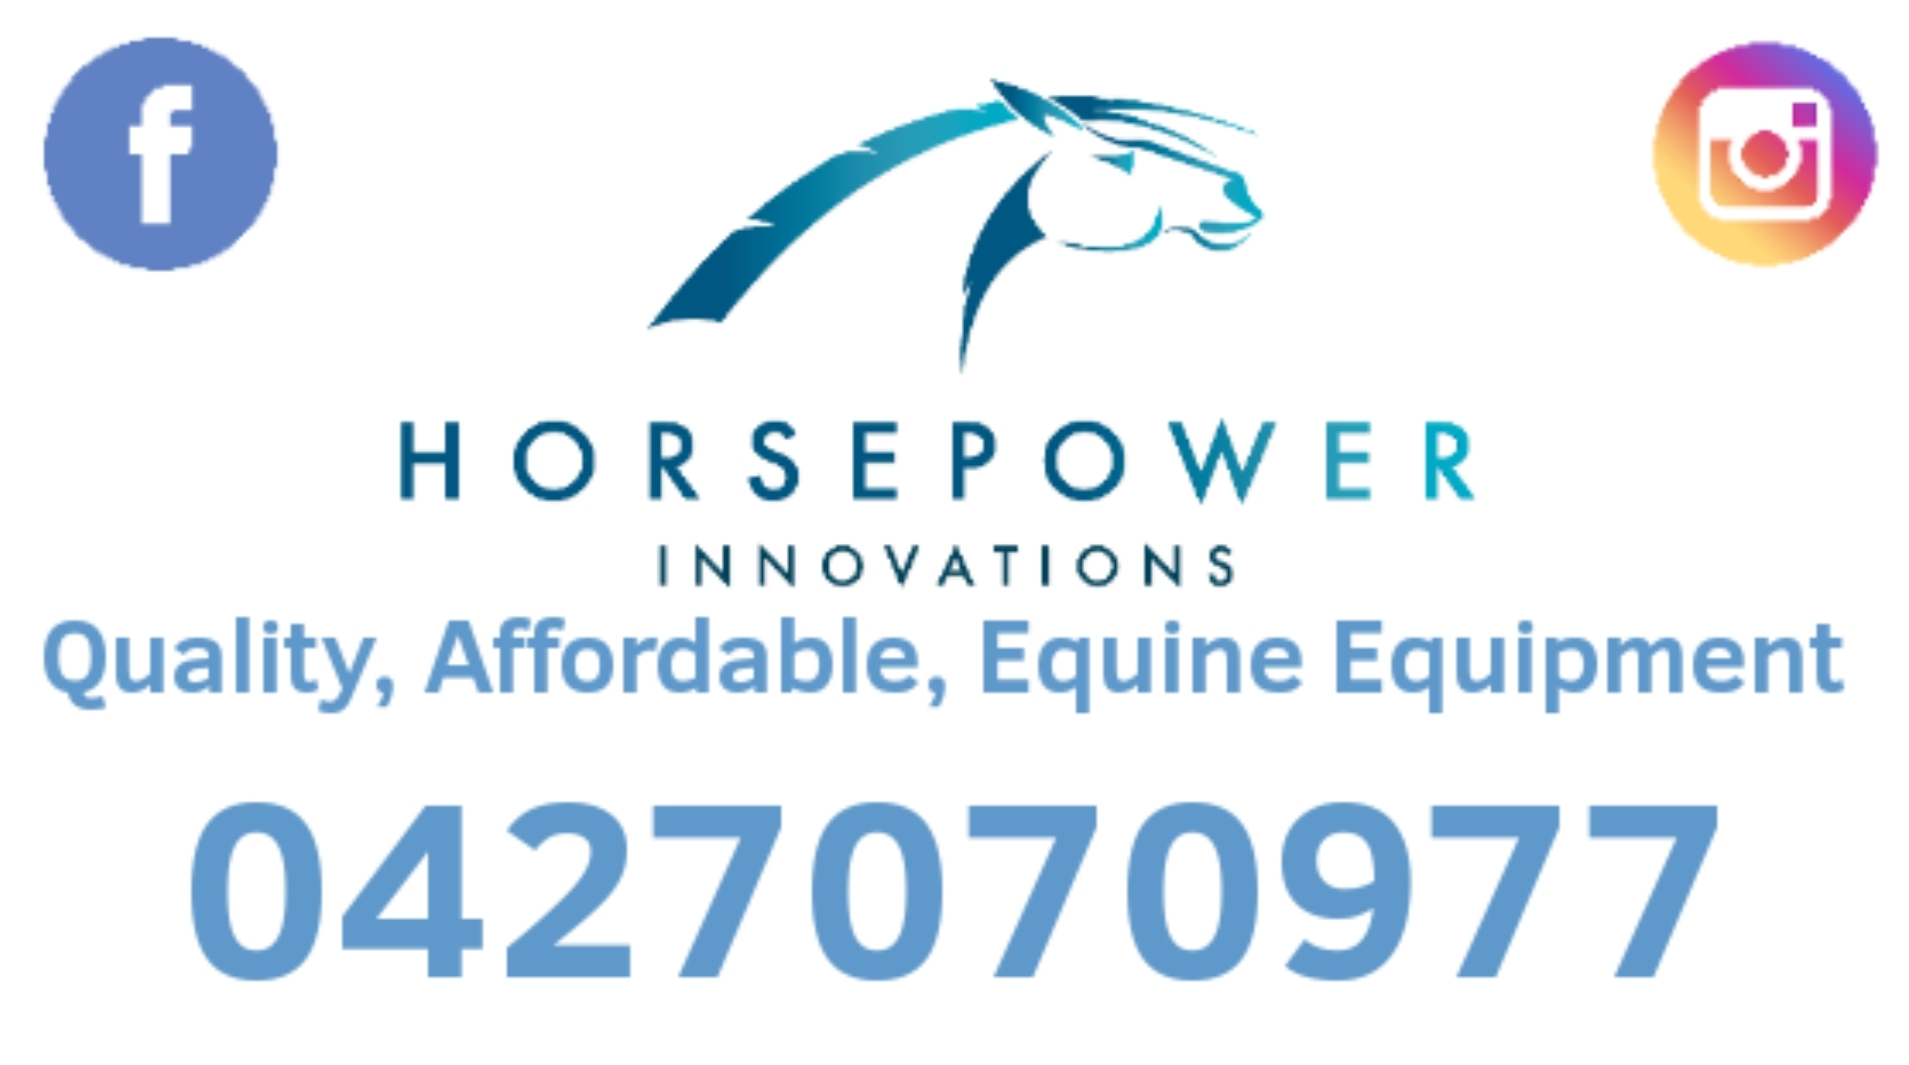 HORSEPOWER
INNOVATIONS
Quality, Affordable, Equine Equipment
0427070977